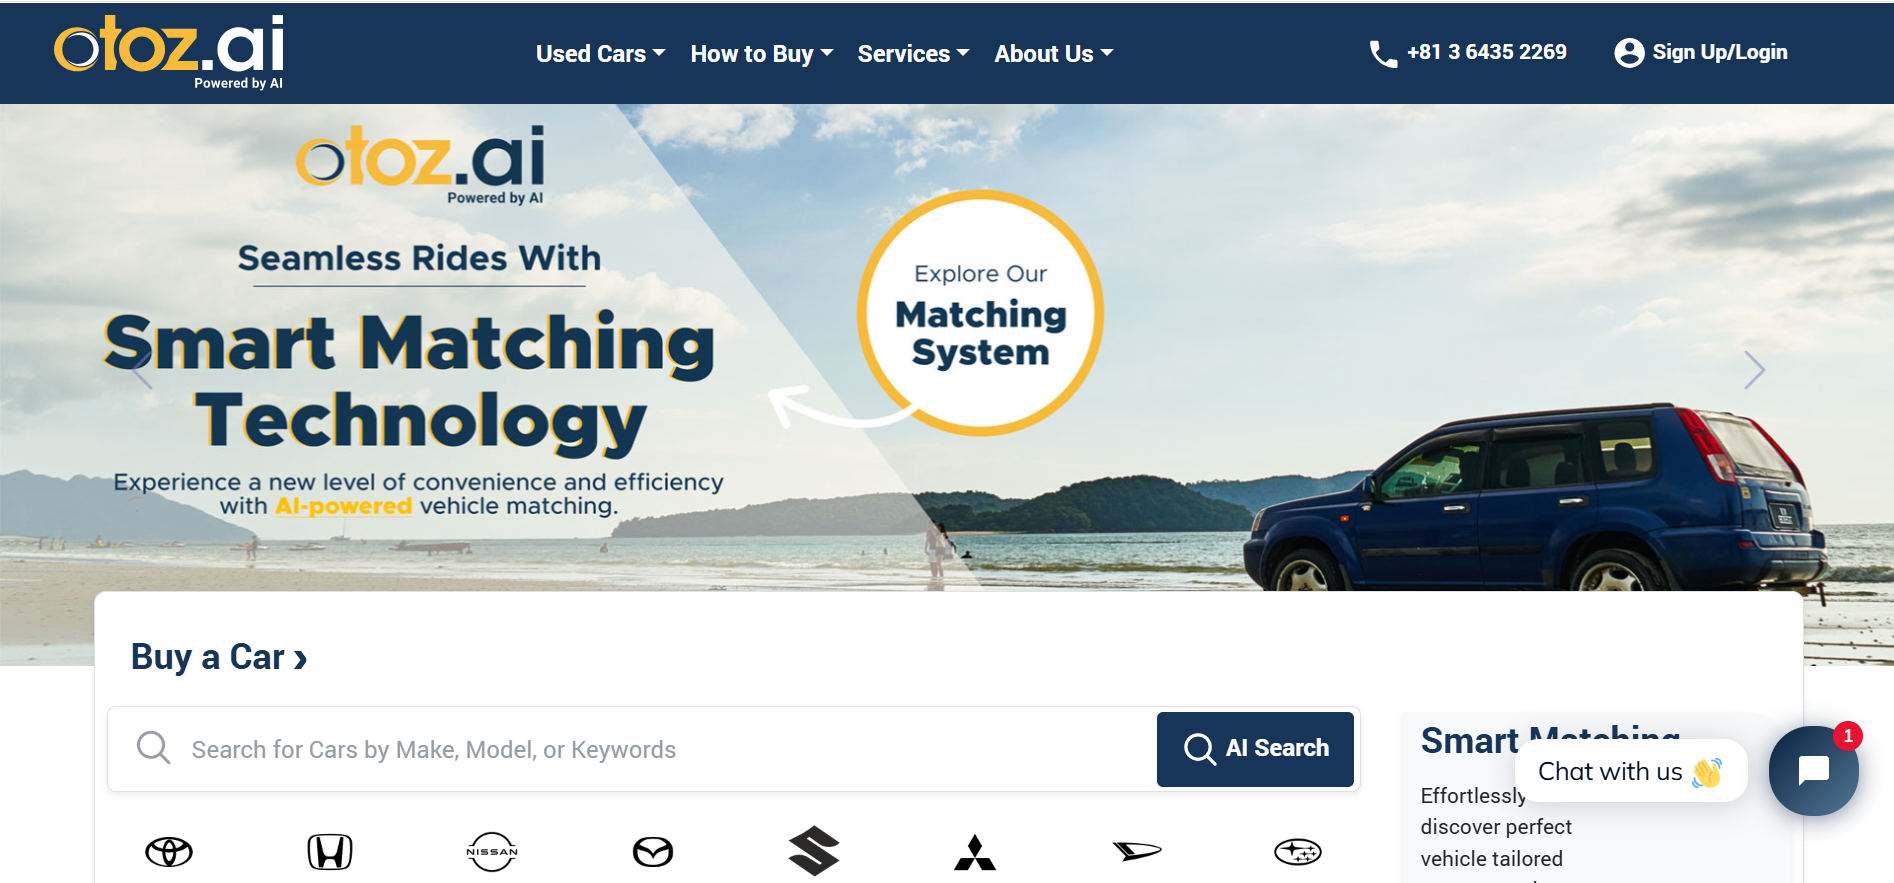 otoz.ai
Powered by AI
Used Cars
How to Buy
Services
About Us
+81 3 6435 2269
Sign Up/Login
otoz.ai
Powered by AI
Seamless Rides With
Smart Matching
Technology
Experience a new level of convenience and efficiency
with AI-powered vehicle matching.
Explore Our
Matching
System
Buy a Car ›
Search for Cars by Make, Model, or Keywords
AI Search
Smart Matching
Effortlessly
discover perfect
vehicle tailored
Chat with us 👋
1
NISSAN